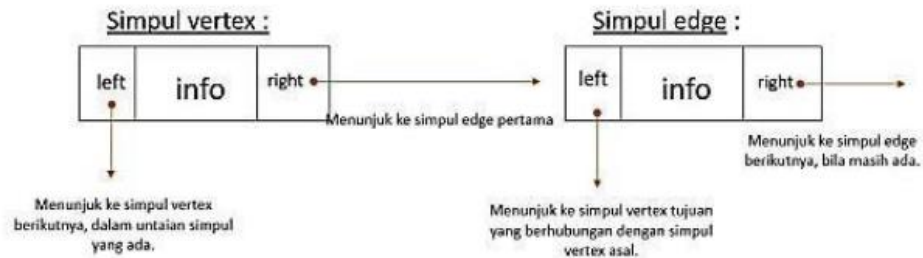 Simpul vertex :
left
info
right
Menunjuk ke simpul edge pertama
Menunjuk ke simpul vertex
berikutnya, dalam untaian simpul
yang ada.
Simpul edge :
left
info
right
Menunjuk ke simpul edge
berikutnya, bila masih ada.
Menunjuk ke simpul vertex tujuan
yang berhubungan dengan simpul
vertex asal.